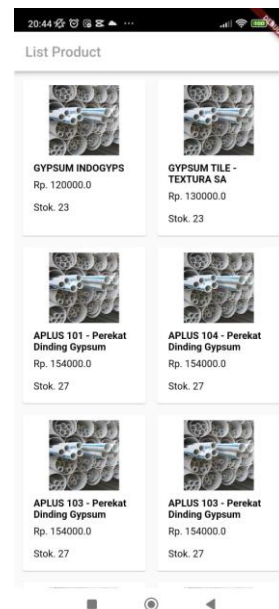 20:44
List Product
GYPSUM INDOGYPS
Rp. 120000.0
Stok. 23
GYPSUM TILE -
TEXTURA SA
Rp. 130000.0
Stok. 23
APLUS 101 - Perekat
Dinding Gypsum
Rp. 154000.0
Stok. 27
APLUS 104 - Perekat
Dinding Gypsum
Rp. 154000.0
Stok. 27
APLUS 103 - Perekat
Dinding Gypsum
Rp. 154000.0
Stok. 27
APLUS 103 - Perekat
Dinding Gypsum
Rp. 154000.0
Stok. 27